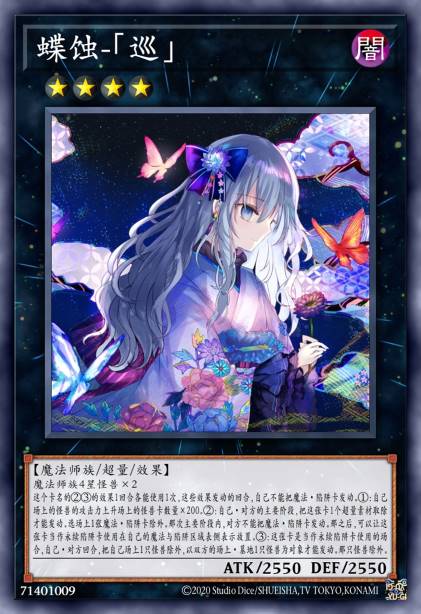 蝶蚀-「巡」
闇
【魔法师族/超量/效果】
魔法师族4星怪兽×2
这个卡名的②③的效果1回合各能使用1次,这些效果发动的回合,自己不能把魔法·陷阱卡发动。①:自己
场上的怪兽的攻击力上升场上的怪兽卡数量×200。②:自己·对方的主要阶段,把这张卡1个超量素材取除
才能发动。选场上1张魔法·陷阱卡除外。那次主要阶段内,对方不能把魔法·陷阱卡发动。那之后,可以让这
张卡当作永续陷阱卡使用在自己的魔法与陷阱区域表侧表示放置。③:这张卡是当作永续陷阱卡使用的场
合,自己·对方回合,把自己场上1只怪兽除外,以双方的场上·墓地1只怪兽为对象才能发动。那只怪兽除外。
ATK/2550 DEF/2550
71401009
©2020 Studio Dice/SHUEISHA,TV TOKYO,KONAMI